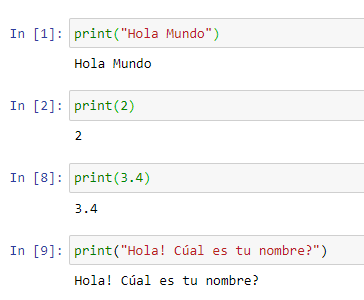 In [1]: print("Hola Mundo")
Hola Mundo
In [2]: print(2)
2
In [8]: print(3.4)
3.4
In [9]: print("Hola! Cúal es tu nombre?")
Hola! Cúal es tu nombre?